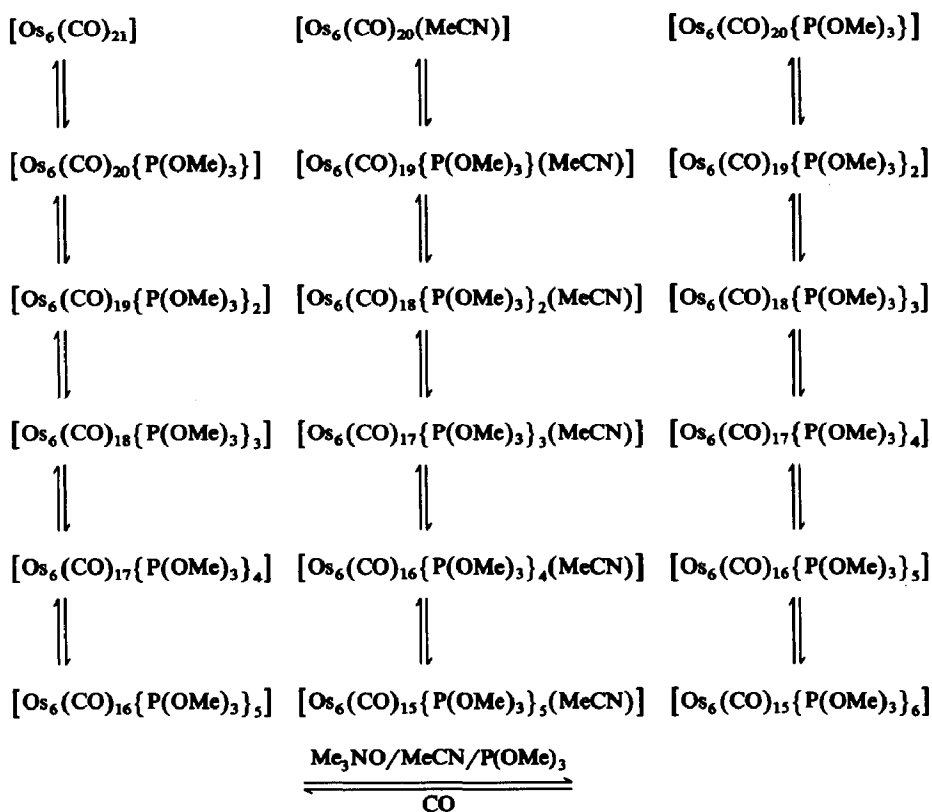 [Os₆(CO)₂₁] [Os₆(CO)₂₀(MeCN)] [Os₆(CO)₂₀{P(OMe)₃}]
[Os₆(CO)₂₀{P(OMe)₃}] [Os₆(CO)₁₉{P(OMe)₃}(MeCN)] [Os₆(CO)₁₉{P(OMe)₃}₂]
[Os₆(CO)₁₉{P(OMe)₃}₂] [Os₆(CO)₁₈{P(OMe)₃}₂(MeCN)] [Os₆(CO)₁₈{P(OMe)₃}₃]
[Os₆(CO)₁₈{P(OMe)₃}₃] [Os₆(CO)₁₇{P(OMe)₃}₃(MeCN)] [Os₆(CO)₁₇{P(OMe)₃}₄]
[Os₆(CO)₁₇{P(OMe)₃}₄] [Os₆(CO)₁₆{P(OMe)₃}₄(MeCN)] [Os₆(CO)₁₆{P(OMe)₃}₅]
[Os₆(CO)₁₆{P(OMe)₃}₅] [Os₆(CO)₁₅{P(OMe)₃}₅(MeCN)] [Os₆(CO)₁₅{P(OMe)₃}₆]
Me₃NO/MeCN/P(OMe)₃
CO